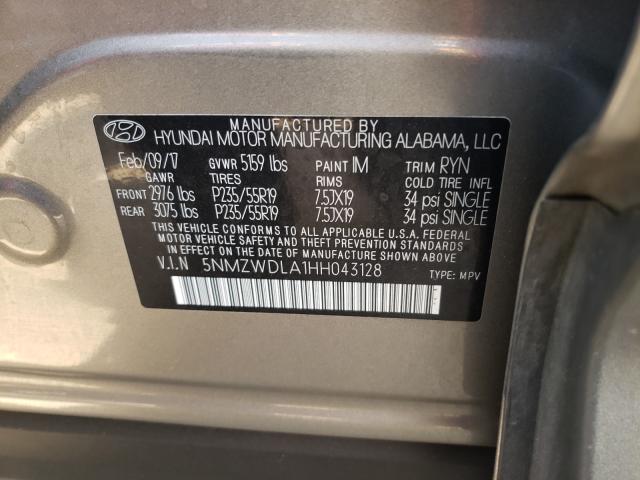 MANUFACTURED BY
HYUNDAI MOTOR MANUFACTURING ALABAMA, LLC
Feb/09/17 GVWR 5159 lbs PAINT 1M TRIM RYN
GAWR TIRES RIMS COLD TIRE INFL
FRONT 2976 lbs P235/55R19 7.5JX19 34 psi SINGLE
REAR 3075 lbs P235/55R19 7.5JX19 34 psi SINGLE
THIS VEHICLE CONFORMS TO ALL APPLICABLE U.S.A. FEDERAL
MOTOR VEHICLE SAFETY AND THEFT PREVENTION STANDARDS
IN EFFECT ON THE DATE OF MANUFACTURE SHOWN ABOVE.
V.I.N 5NMZWDLA1HH043128 TYPE: MPV